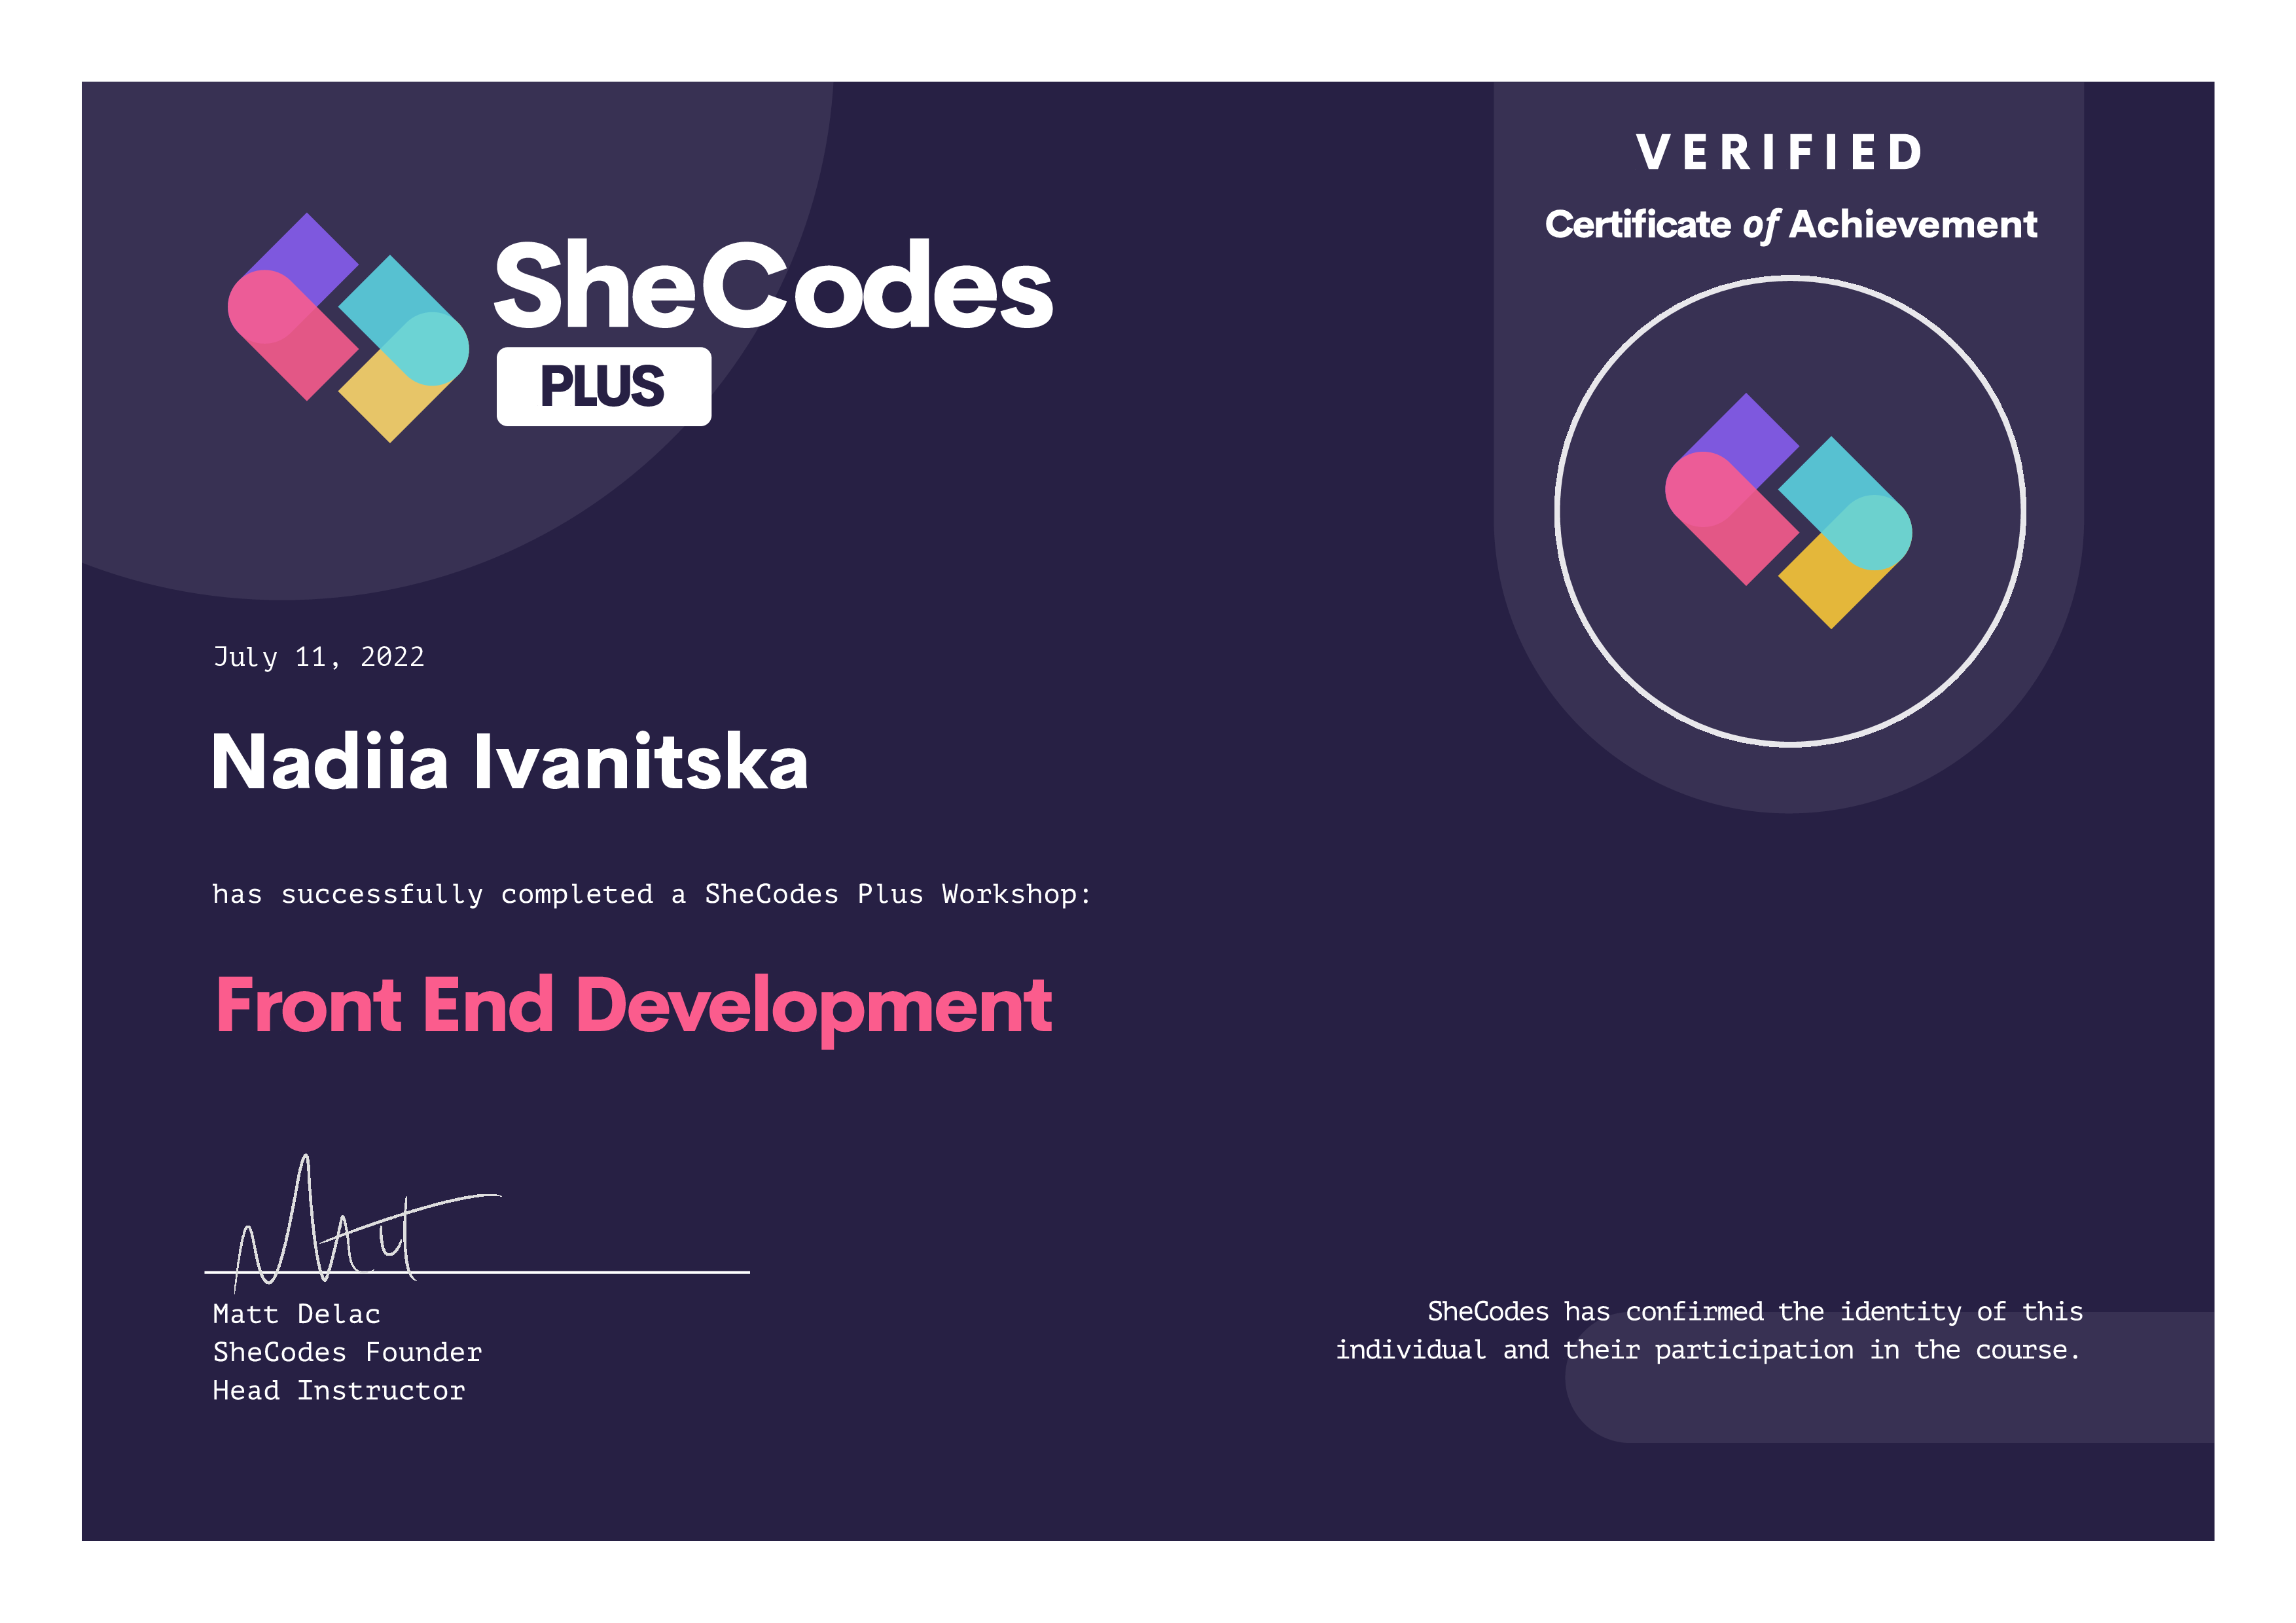 SheCodes
PLUS
VERIFIED
Certificate of Achievement
July 11, 2022
Nadiia Ivanitska
has successfully completed a SheCodes Plus Workshop:
Front End Development
Matt
Matt Delac
SheCodes Founder
Head Instructor
SheCodes has confirmed the identity of this
individual and their participation in the course.